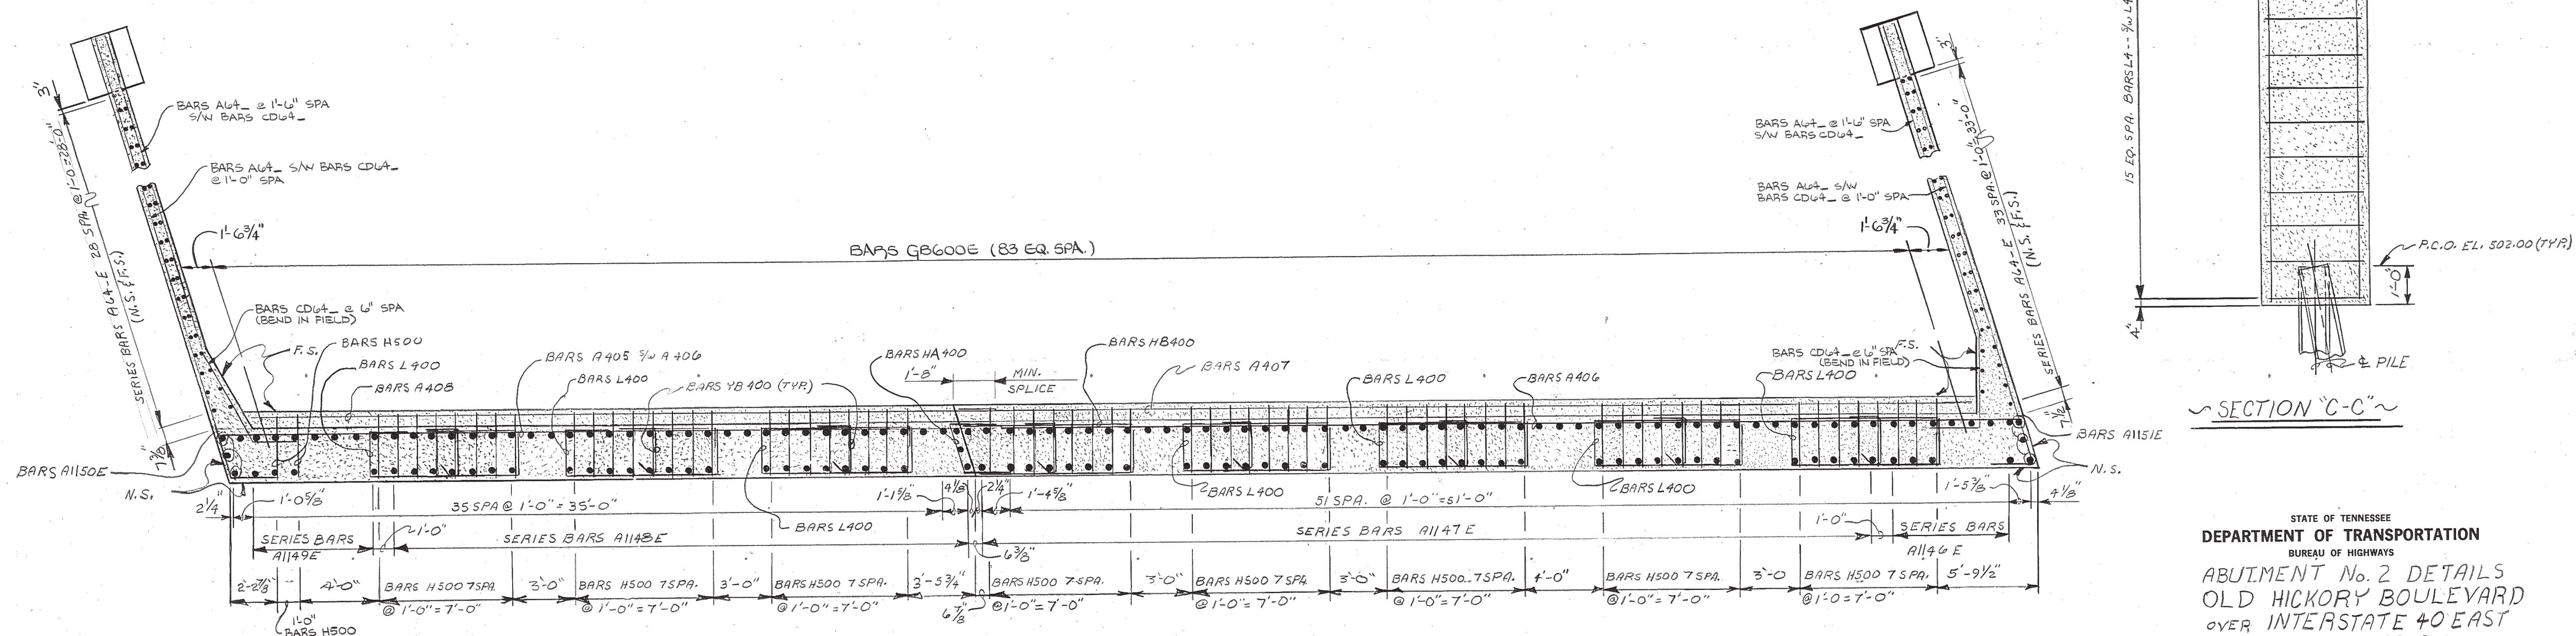 3"
28 SPA. @ 1'-0"=28'-0"
SERIES BARS A64_E
(N.S. & F.S.)
BARS A64_ @ 1'-6" SPA
S/W BARS CD64_
BARS A64_ S/W BARS CD64_
@ 1'-0" SPA
1'-6¾"
BARS GB600E (83 EQ. SPA.)
BARS CD64_ @ 6" SPA
(BEND IN FIELD)
F.S.
BARS H500
BARS L400
BARS A408
BARS A405 S/W A406
BARS L400
BARS YB400 (TYP.)
BARS HA400
1'-8" MIN.
SPLICE
BARS HB400
BARS A407
BARS L400
BARS A406
BARS CD64_ @ 6" SPA
(BEND IN FIELD)
F.S.
BARS L400
BARS A64_ @ 1'-6" SPA
S/W BARS CD64_
BARS A64_ S/W
BARS CD64_ @ 1'-0" SPA
1'-6¾"
3"
33 SPA. @ 1'-0"=33'-0"
SERIES BARS A64_E
(N.S. & F.S.)
BARS A1150E
N.S.
BARS A1151E
N.S.
2¼"
1'-0⅝"
35 SPA @ 1'-0" = 35'-0"
BARS L400
1'-1⅝"
4⅛"
2¼"
1'-4⅝"
BARS L400
51 SPA. @ 1'-0"=51'-0"
BARS L400
1'-5⅜"
4⅛"
SERIES BARS
A1149E
1'-0"
SERIES BARS A1148E
6⅜"
SERIES BARS A1147E
1'-0"
SERIES BARS
A1146E
2'-2⅞"
1'-0"
BARS H500
4'-0"
BARS H500 7 SPA.
@ 1'-0" = 7'-0"
3'-0"
BARS H500 7 SPA.
@ 1'-0" = 7'-0"
3'-0"
BARS H500 7 SPA.
@ 1'-0" = 7'-0"
3'-5¾"
6⅞"
BARS H500 7 SPA.
@ 1'-0" = 7'-0"
3'-0"
BARS H500 7 SPA
@ 1'-0" = 7'-0"
3'-0"
BARS H500 7 SPA.
@ 1'-0" = 7'-0"
4'-0"
BARS H500 7 SPA.
@ 1'-0" = 7'-0"
3'-0
BARS H500 7 SPA.
@ 1'-0 = 7'-0"
5'-9½"
15 EQ. SPA. BARS L4
P.C.O. EL. 502.00 (TYP.)
1'-0"
℄ PILE
~ SECTION "C-C" ~
STATE OF TENNESSEE
DEPARTMENT OF TRANSPORTATION
BUREAU OF HIGHWAYS
ABUTMENT No. 2 DETAILS
OLD HICKORY BOULEVARD
OVER INTERSTATE 40 EAST